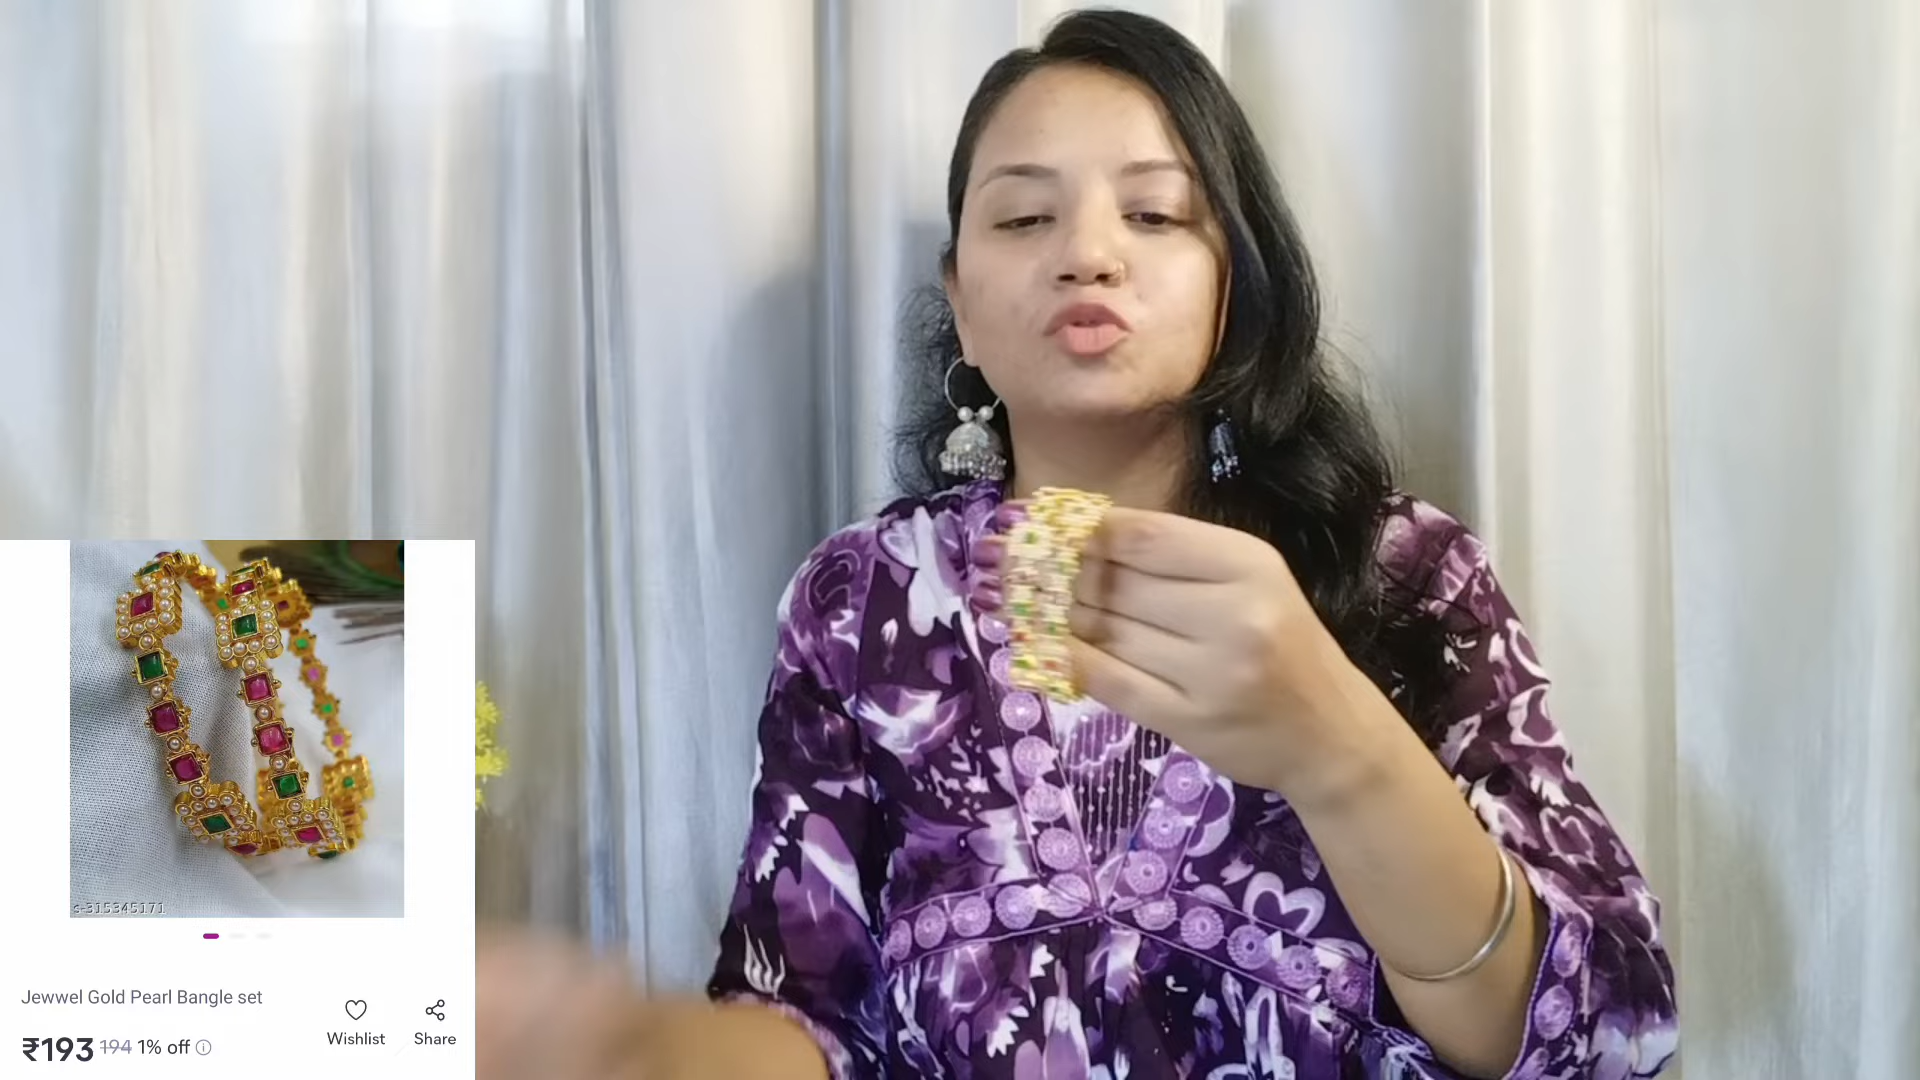 s-315345171
Jewwel Gold Pearl Bangle set
Wishlist
Share
₹193 194 1% off